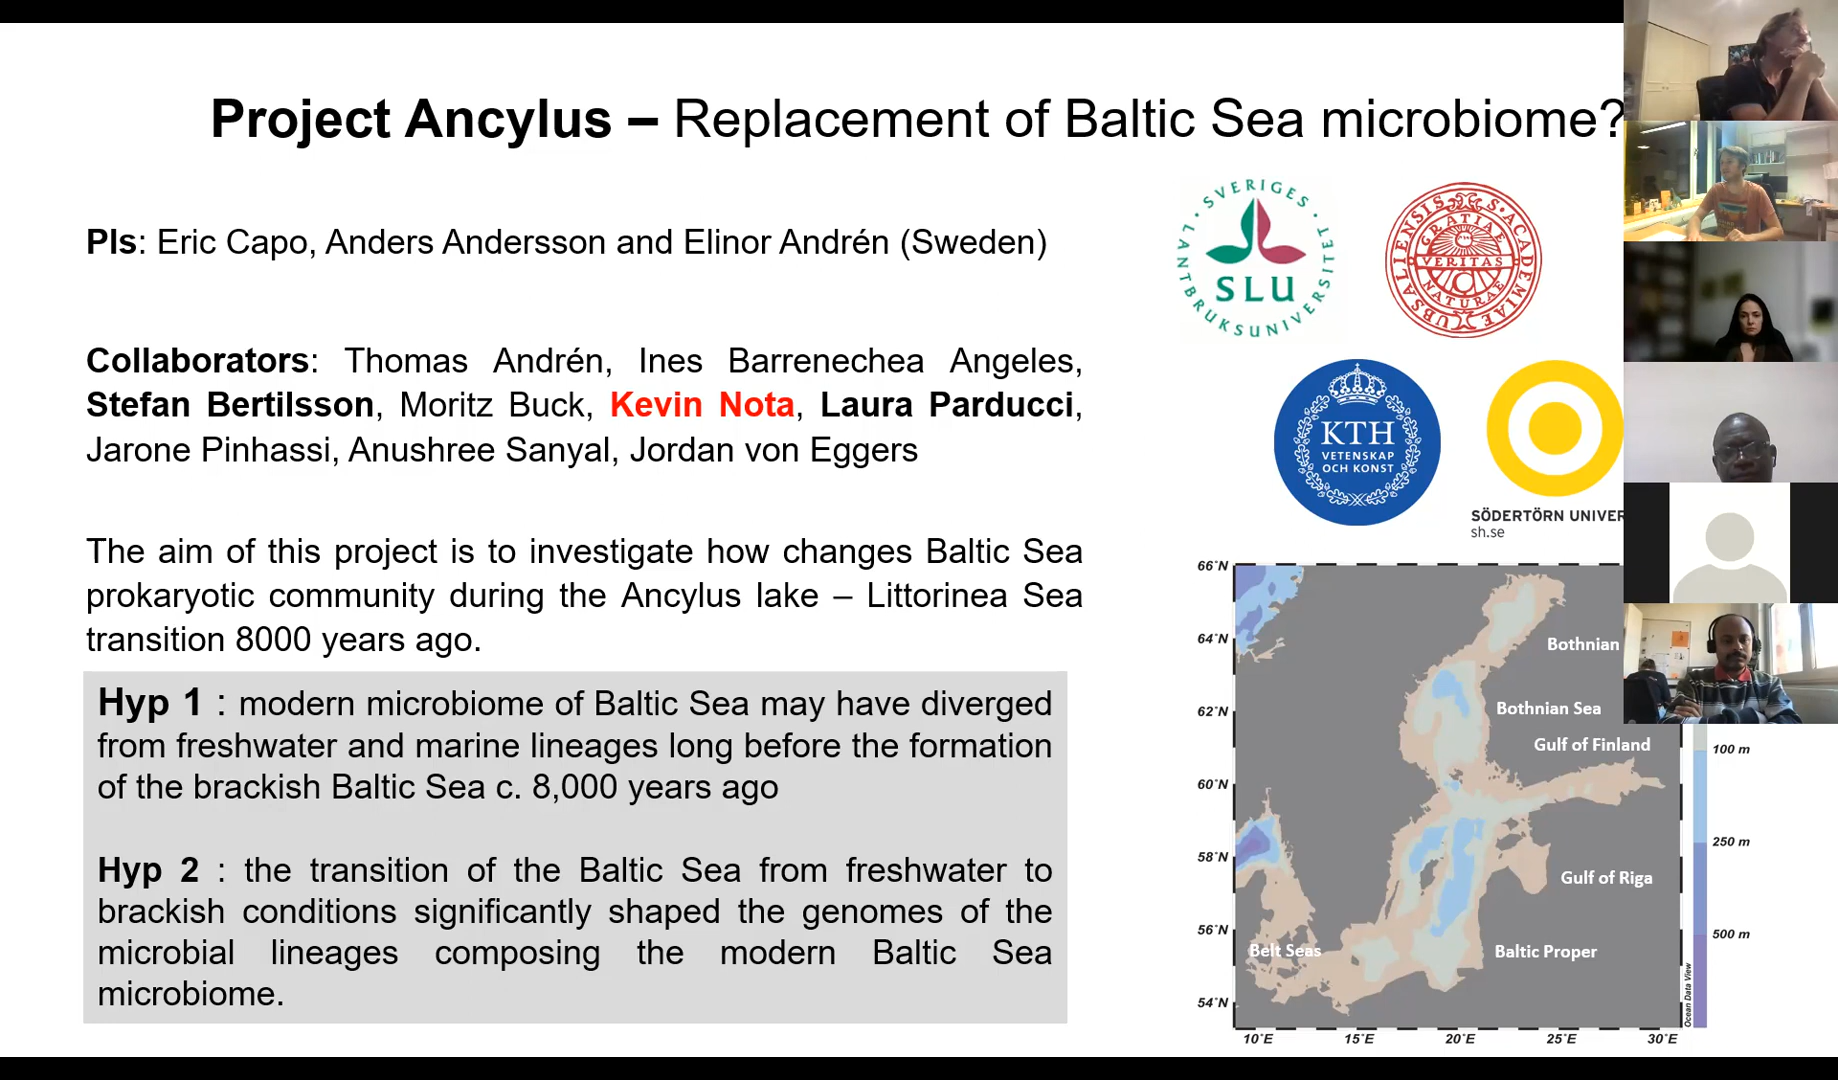 Project Ancylus – Replacement of Baltic Sea microbiome?
PIs: Eric Capo, Anders Andersson and Elinor Andrén (Sweden)
Collaborators: Thomas Andrén, Ines Barrenechea Angeles,
Stefan Bertilsson, Moritz Buck, Kevin Nota, Laura Parducci,
Jarone Pinhassi, Anushree Sanyal, Jordan von Eggers
The aim of this project is to investigate how changes Baltic Sea
prokaryotic community during the Ancylus lake – Littorinea Sea
transition 8000 years ago.
Hyp 1 : modern microbiome of Baltic Sea may have diverged
from freshwater and marine lineages long before the formation
of the brackish Baltic Sea c. 8,000 years ago
Hyp 2 : the transition of the Baltic Sea from freshwater to
brackish conditions significantly shaped the genomes of the
microbial lineages composing the modern Baltic Sea
microbiome.
SVERIGES
LANTBRUKSUNIVERSITET
SLU
UBSALIENSIS ACADEMIAE
GRATIAE
VERITAS
NATURAE
KTH
VETENSKAP
OCH KONST
SÖDERTÖRN UNIVER
sh.se
66°N
64°N
62°N
60°N
58°N
56°N
54°N
10°E
15°E
20°E
25°E
30°E
Bothnian
Bothnian Sea
Gulf of Finland
Gulf of Riga
Baltic Proper
Belt Seas
100 m
250 m
500 m
Ocean Data View